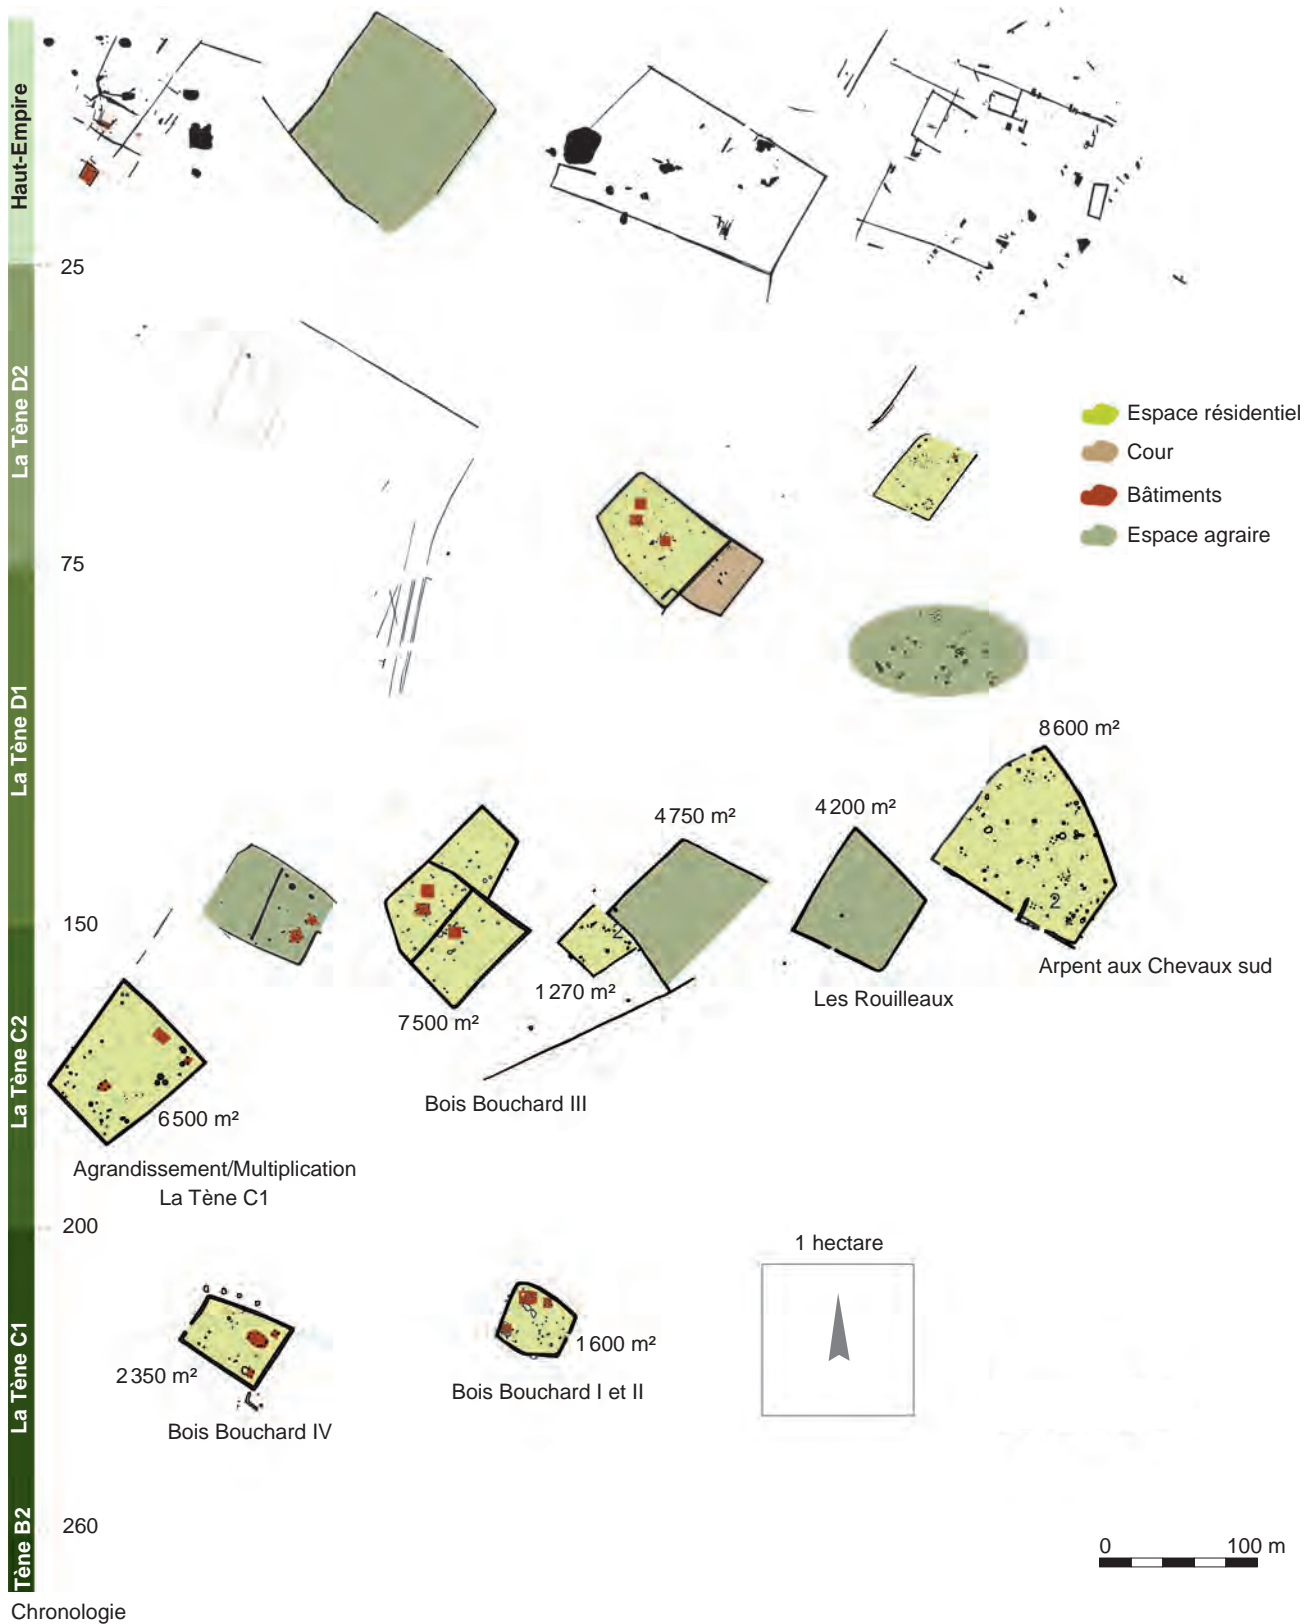 Haut-Empire
25
La Tène D2
Espace résidentiel
Cour
Bâtiments
Espace agraire
75
La Tène D1
8 600 m²
4 750 m²
4 200 m²
2
2
150
Arpent aux Chevaux sud
1 270 m²
Les Rouilleaux
7 500 m²
La Tène C2
Bois Bouchard III
6 500 m²
Agrandissement/Multiplication
La Tène C1
200
1 hectare
La Tène C1
2 350 m²
1 600 m²
Bois Bouchard I et II
Bois Bouchard IV
260
Tène B2
0 100 m
Chronologie